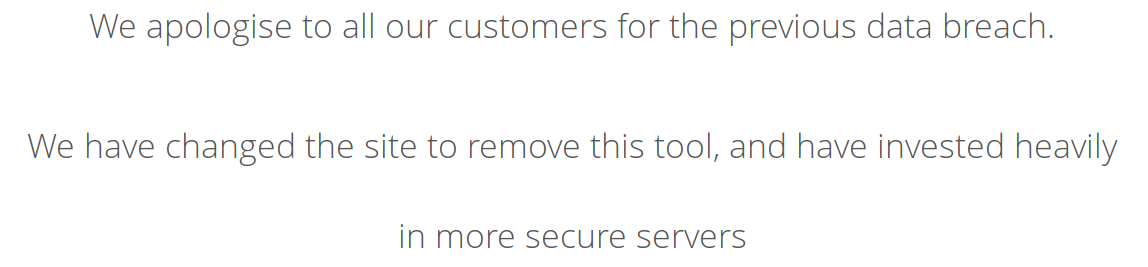 We apologise to all our customers for the previous data breach.
We have changed the site to remove this tool, and have invested heavily
in more secure servers